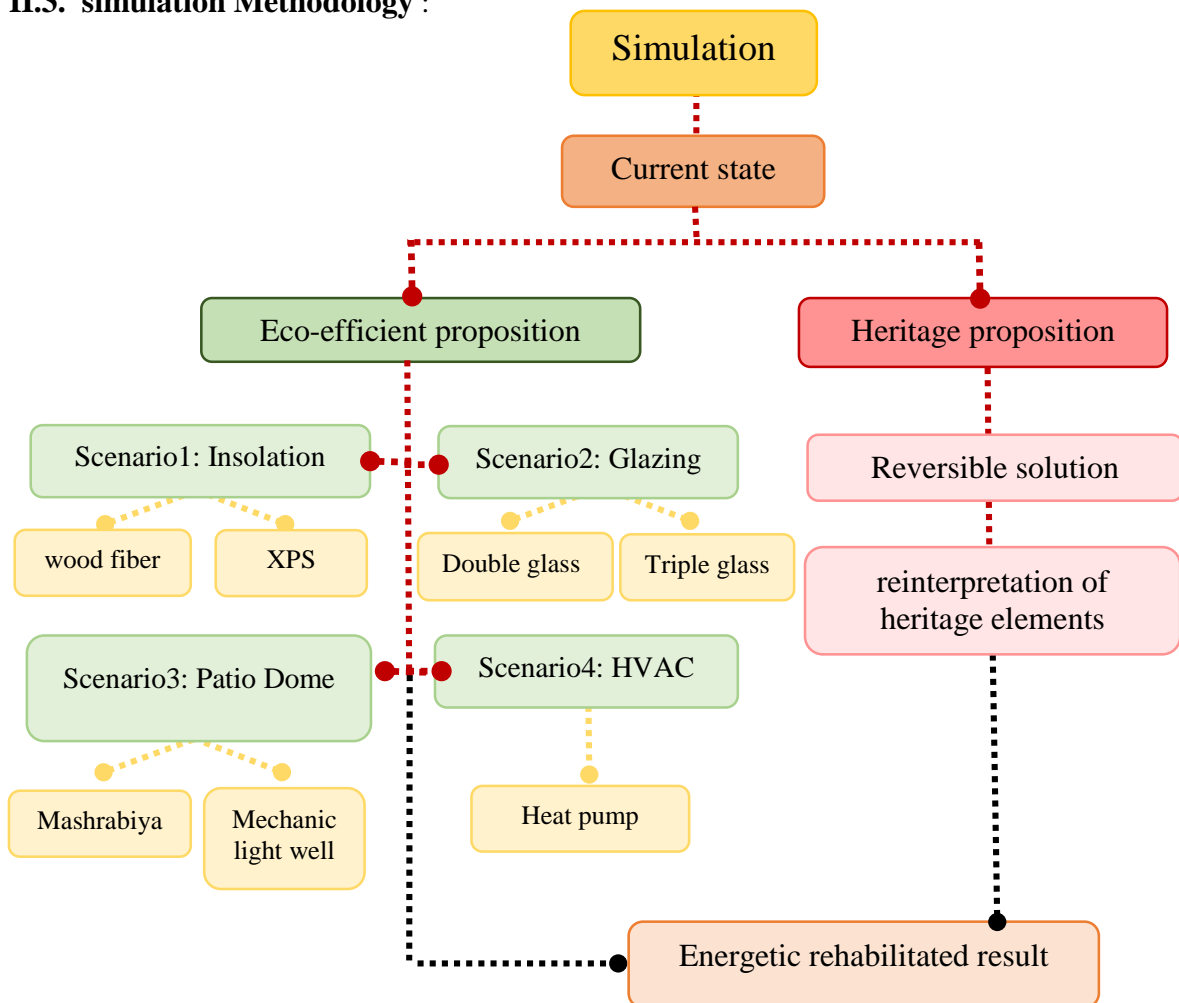 II.3. simulation Methodology :
Simulation
Current state
Eco-efficient proposition
Heritage proposition
Scenario1: Insolation
Scenario2: Glazing
Reversible solution
wood fiber
XPS
Double glass
Triple glass
reinterpretation of
heritage elements
Scenario3: Patio Dome
Scenario4: HVAC
Mashrabiya
Mechanic
light well
Heat pump
Energetic rehabilitated result